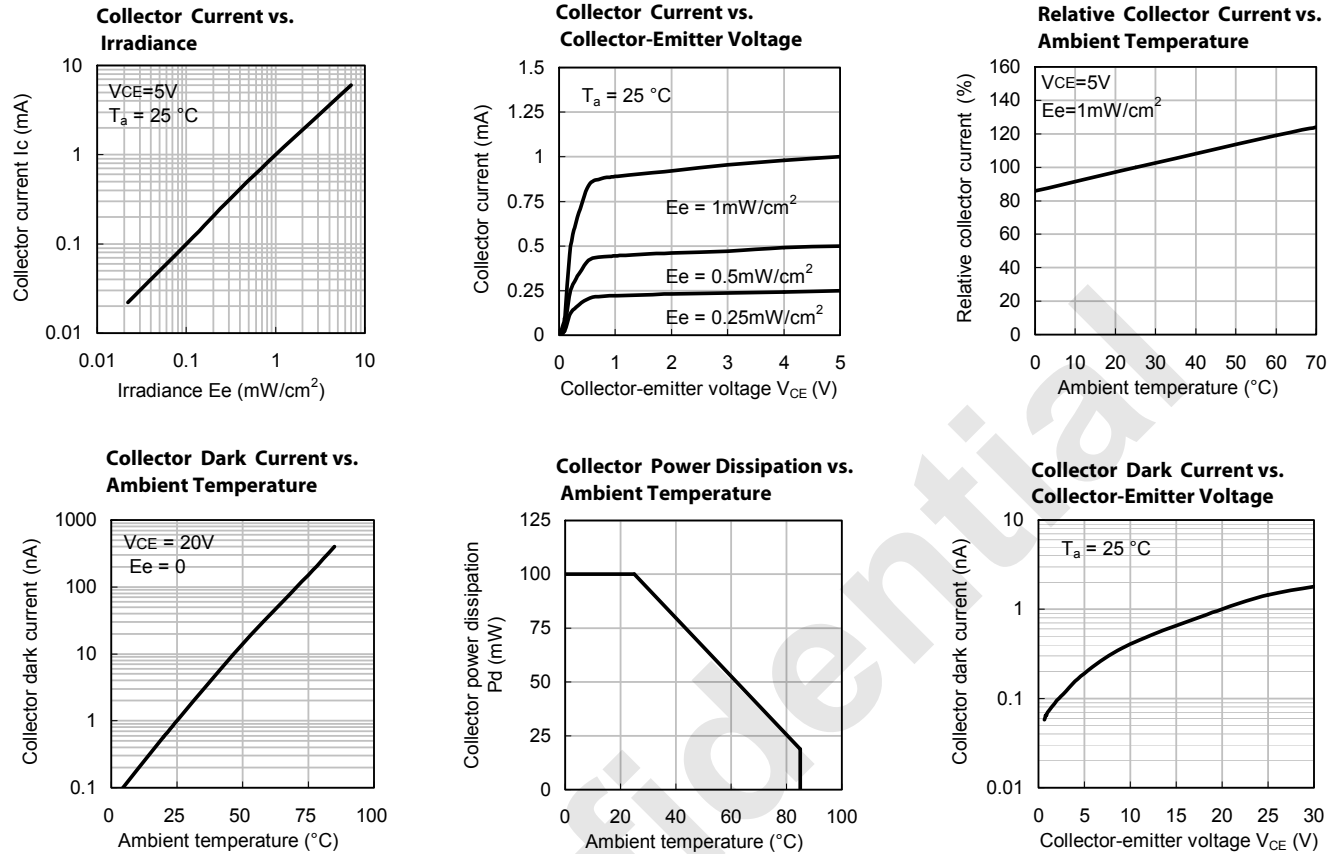 Collector Current vs.
Irradiance
10
1
0.1
0.01
Collector current Ic (mA)
VCE=5V
Ta = 25 °C
0.01 0.1 1 10
Irradiance Ee (mW/cm2)
Collector Current vs.
Collector-Emitter Voltage
1.5
1.25
1
0.75
0.5
0.25
0
Collector current (mA)
Ta = 25 °C
Ee = 1mW/cm2
Ee = 0.5mW/cm2
Ee = 0.25mW/cm2
0 1 2 3 4 5
Collector-emitter voltage VCE (V)
Relative Collector Current vs.
Ambient Temperature
160
140
120
100
80
60
40
20
0
Relative collector current (%)
VCE=5V
Ee=1mW/cm2
0 10 20 30 40 50 60 70
Ambient temperature (°C)
Collector Dark Current vs.
Ambient Temperature
1000
100
10
1
0.1
Collector dark current (nA)
VCE = 20V
Ee = 0
0 25 50 75 100
Ambient temperature (°C)
Collector Power Dissipation vs.
Ambient Temperature
125
100
75
50
25
0
Collector power dissipation
Pd (mW)
0 20 40 60 80 100
Ambient temperature (°C)
Collector Dark Current vs.
Collector-Emitter Voltage
10
1
0.1
0.01
Collector dark current (nA)
Ta = 25 °C
0 5 10 15 20 25 30
Collector-emitter voltage VCE (V)
fidential